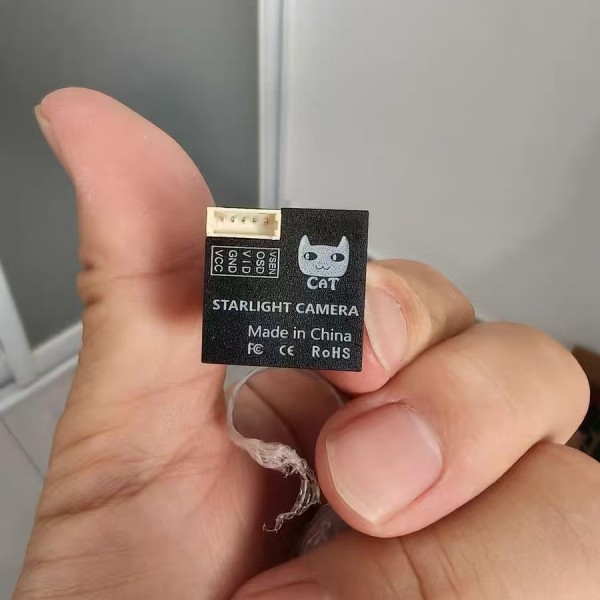 VCC
GND
VID
OSD
VSEN
CAT
STARLIGHT CAMERA
Made in China
FC CE RoHS